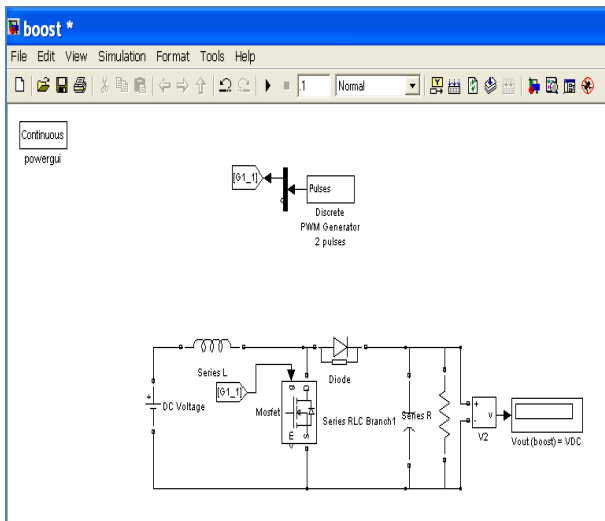 boost *
File Edit View Simulation Format Tools Help
.1 Normal
Continuous
powergui
[G1_1]
Pulses
Discrete
PWM Generator
2 pulses
Series L
Diode
DC Voltage
[G1_1]
Mosfet
g
D
m
S
Series RLC Branch1
Series R
+
-
v
V2
Vout (boost) = VDC